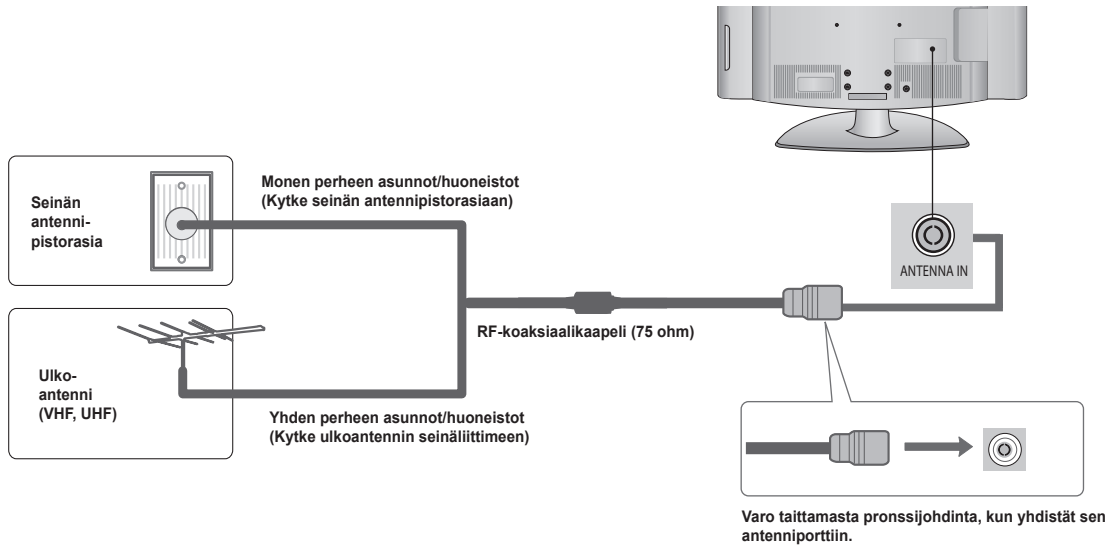 Seinän
antenni-
pistorasia
Monen perheen asunnot/huoneistot
(Kytke seinän antennipistorasiaan)
ANTENNA IN
RF-koaksiaalikaapeli (75 ohm)
Ulko-
antenni
(VHF, UHF)
Yhden perheen asunnot/huoneistot
(Kytke ulkoantennin seinäliittimeen)
Varo taittamasta pronssijohdinta, kun yhdistät sen
antenniporttiin.